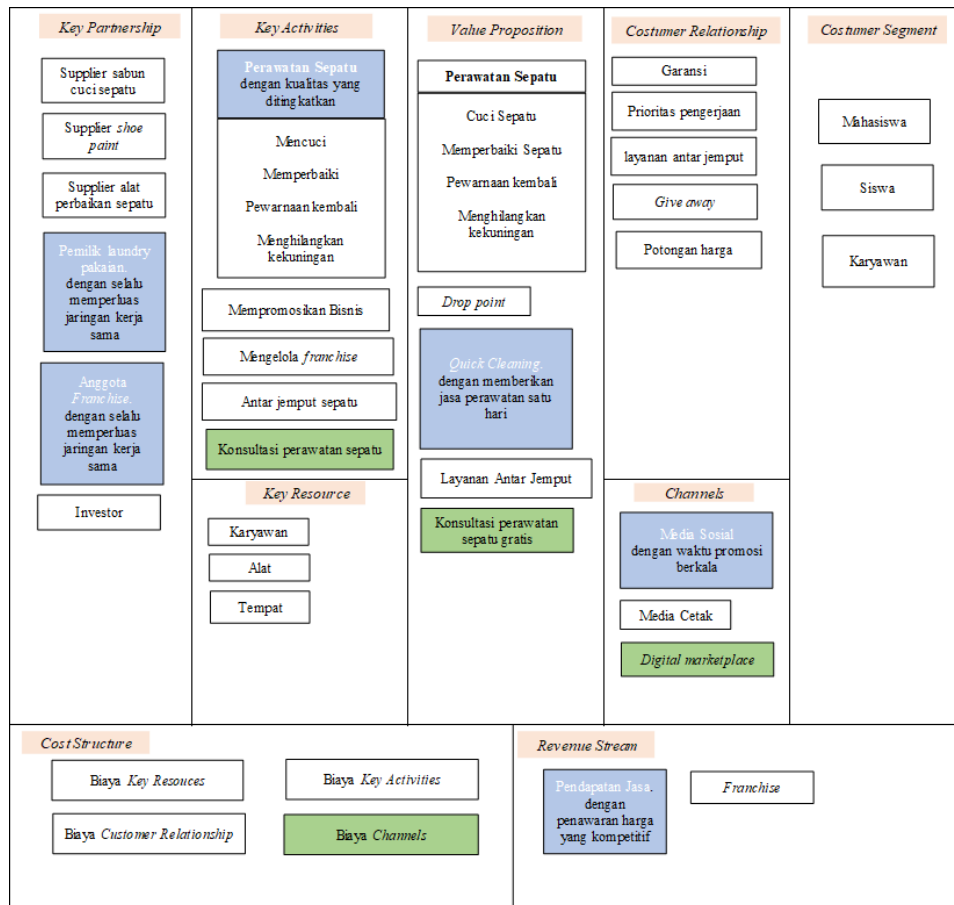 Key Partnership
Supplier sabun
cuci sepatu
Supplier shoe
paint
Supplier alat
perbaikan sepatu
Pemilik laundry
pakaian.
dengan selalu
memperluas
jaringan kerja
sama
Anggota
Franchise.
dengan selalu
memperluas
jaringan kerja
sama
Investor
Key Activities
Perawatan Sepatu
dengan kualitas yang
ditingkatkan
Mencuci
Memperbaiki
Pewarnaan kembali
Menghilangkan
kekuningan
Mempromosikan Bisnis
Mengelola franchise
Antar jemput sepatu
Konsultasi perawatan sepatu
Key Resource
Karyawan
Alat
Tempat
Value Proposition
Perawatan Sepatu
Cuci Sepatu
Memperbaiki Sepatu
Pewarnaan kembali
Menghilangkan
kekuningan
Drop point
Quick Cleaning.
dengan memberikan
jasa perawatan satu
hari
Layanan Antar Jemput
Konsultasi perawatan
sepatu gratis
Costumer Relationship
Garansi
Prioritas pengerjaan
layanan antar jemput
Give away
Potongan harga
Channels
Media Sosial
dengan waktu promosi
berkala
Media Cetak
Digital marketplace
Costumer Segment
Mahasiswa
Siswa
Karyawan
Cost Structure
Biaya Key Resouces
Biaya Key Activities
Biaya Customer Relationship
Biaya Channels
Revenue Stream
Pendapatan Jasa.
dengan
penawaran harga
yang kompetitif
Franchise